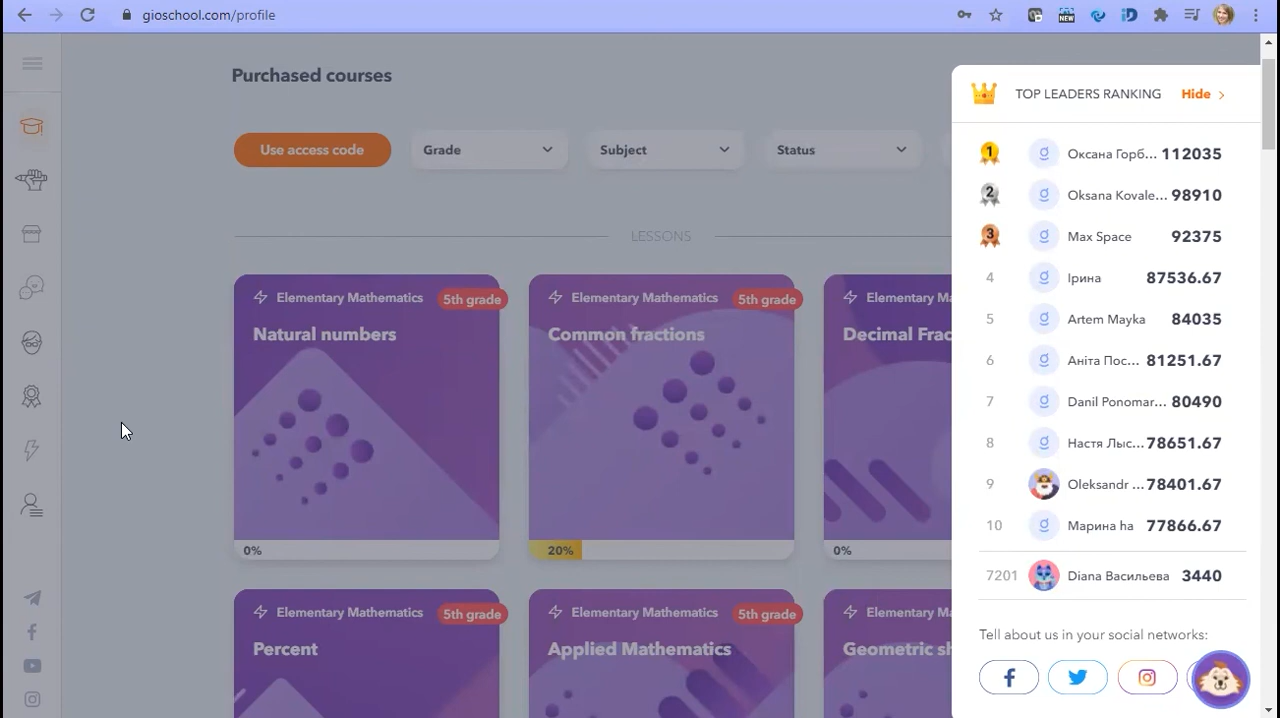 gioschool.com/profile
NEW
Purchased courses
Use access code
Grade
Subject
Status
LESSONS
Elementary Mathematics
5th grade
Natural numbers
0%
Elementary Mathematics
5th grade
Common fractions
20%
Elementary Ma
Decimal Frac
0%
Elementary Mathematics
5th grade
Percent
Elementary Mathematics
5th grade
Applied Mathematics
Elementary Ma
Geometric sh
TOP LEADERS RANKING Hide
1 Оксана Горб... 112035
2 Oksana Kovale... 98910
3 Max Space 92375
4 Ірина 87536.67
5 Artem Mayka 84035
6 Аніта Пос... 81251.67
7 Danil Ponomar... 80490
8 Настя Лыс... 78651.67
9 Oleksandr ... 78401.67
10 Марина ha 77866.67
7201 Diana Васильева 3440
Tell about us in your social networks: